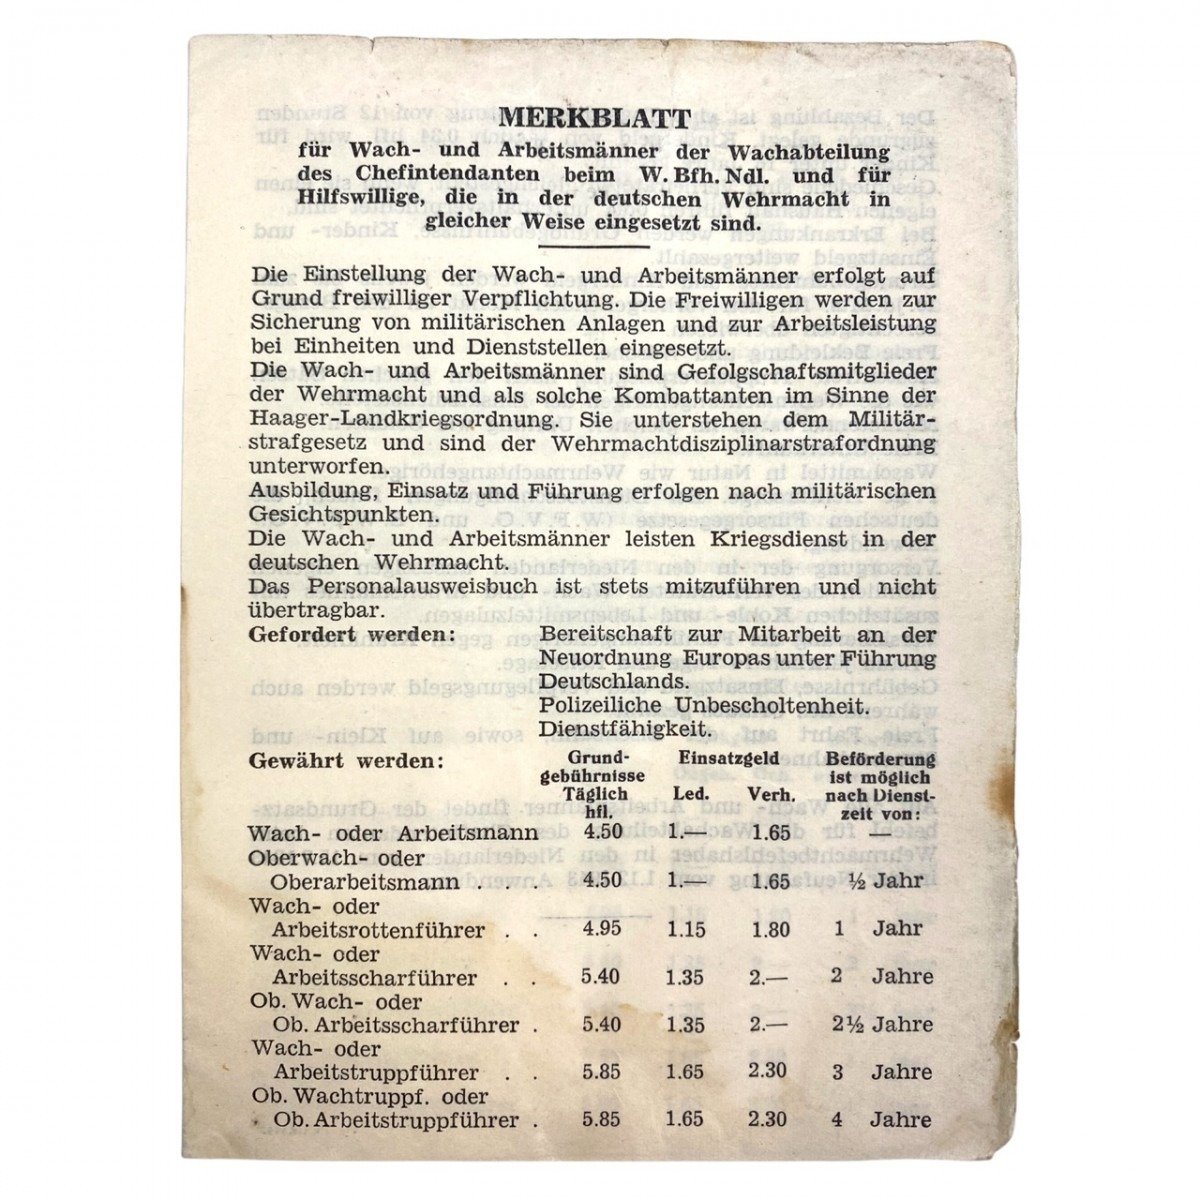 MERKBLATT
für Wach- und Arbeitsmänner der Wachabteilung
des Chefintendanten beim W. Bfh. Ndl. und für
Hilfswillige, die in der deutschen Wehrmacht in
gleicher Weise eingesetzt sind.
Die Einstellung der Wach- und Arbeitsmänner erfolgt auf
Grund freiwilliger Verpflichtung. Die Freiwilligen werden zur
Sicherung von militärischen Anlagen und zur Arbeitsleistung
bei Einheiten und Dienststellen eingesetzt.
Die Wach- und Arbeitsmänner sind Gefolgschaftsmitglieder
der Wehrmacht und als solche Kombattanten im Sinne der
Haager-Landkriegsordnung. Sie unterstehen dem Militär-
strafgesetz und sind der Wehrmachtdisziplinarstrafordnung
unterworfen.
Ausbildung, Einsatz und Führung erfolgen nach militärischen
Gesichtspunkten.
Die Wach- und Arbeitsmänner leisten Kriegsdienst in der
deutschen Wehrmacht.
Das Personalausweisbuch ist stets mitzuführen und nicht
übertragbar.
Gefordert werden: Bereitschaft zur Mitarbeit an der
Neuordnung Europas unter Führung
Deutschlands.
Polizeiliche Unbescholtenheit.
Dienstfähigkeit.
Gewährt werden: Grund- Einsatzgeld Beförderung
gebührnisse ist möglich
Täglich Led. Verh. nach Dienst-
hfl. zeit von:
Wach- oder Arbeitsmann 4.50 1.— 1.65 —
Oberwach- oder
Oberarbeitsmann . . . 4.50 1.— 1.65 ½ Jahr
Wach- oder
Arbeitsrottenführer . . 4.95 1.15 1.80 1 Jahr
Wach- oder
Arbeitsscharführer . . 5.40 1.35 2.— 2 Jahre
Ob. Wach- oder
Ob. Arbeitsscharführer . 5.40 1.35 2.— 2½ Jahre
Wach- oder
Arbeitstruppführer . . 5.85 1.65 2.30 3 Jahre
Ob. Wachtruppf. oder
Ob. Arbeitstruppführer . 5.85 1.65 2.30 4 Jahre